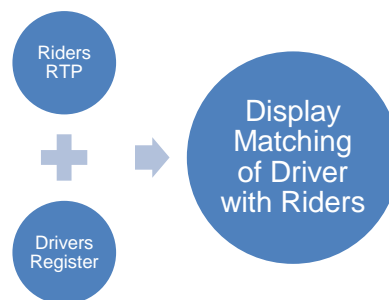 Riders
RTP
Drivers
Register
Display
Matching
of Driver
with Riders